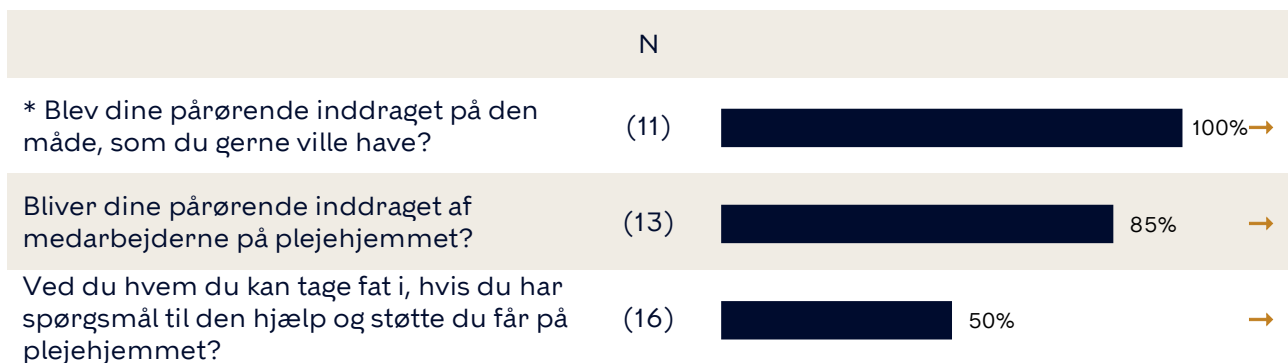 N
* Blev dine pårørende inddraget på den
måde, som du gerne ville have?
(11)
100%→
Bliver dine pårørende inddraget af
medarbejderne på plejehjemmet?
(13)
85%
→
Ved du hvem du kan tage fat i, hvis du har
spørgsmål til den hjælp og støtte du får på
plejehjemmet?
(16)
50%
→